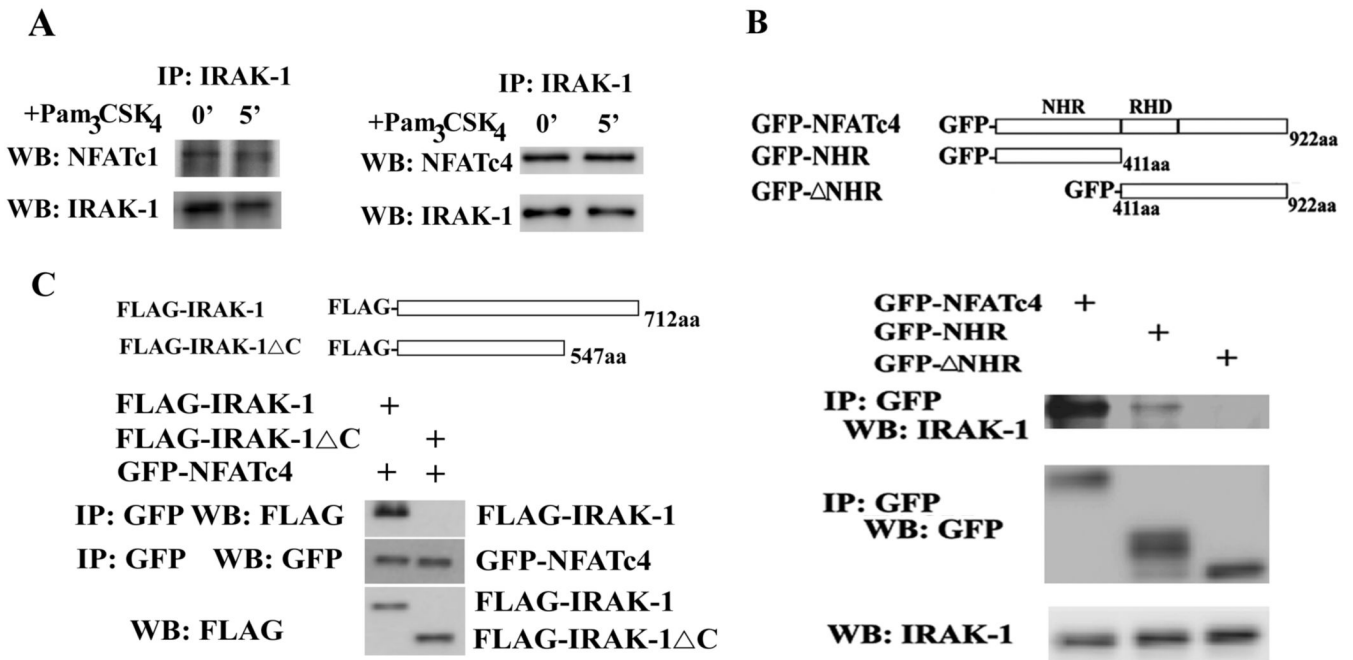 A
IP: IRAK-1
+Pam3CSK4 0’ 5’
WB: NFATc1
WB: IRAK-1
IP: IRAK-1
+Pam3CSK4 0’ 5’
WB: NFATc4
WB: IRAK-1
B
NHR RHD
GFP-NFATc4 GFP- 922aa
GFP-NHR GFP- 411aa
GFP-△NHR GFP- 411aa 922aa
GFP-NFATc4 +
GFP-NHR +
GFP-△NHR +
IP: GFP
WB: IRAK-1
IP: GFP
WB: GFP
WB: IRAK-1
C
FLAG-IRAK-1 FLAG- 712aa
FLAG-IRAK-1△C FLAG- 547aa
FLAG-IRAK-1 +
FLAG-IRAK-1△C +
GFP-NFATc4 + +
IP: GFP WB: FLAG FLAG-IRAK-1
IP: GFP WB: GFP GFP-NFATc4
WB: FLAG FLAG-IRAK-1
FLAG-IRAK-1△C